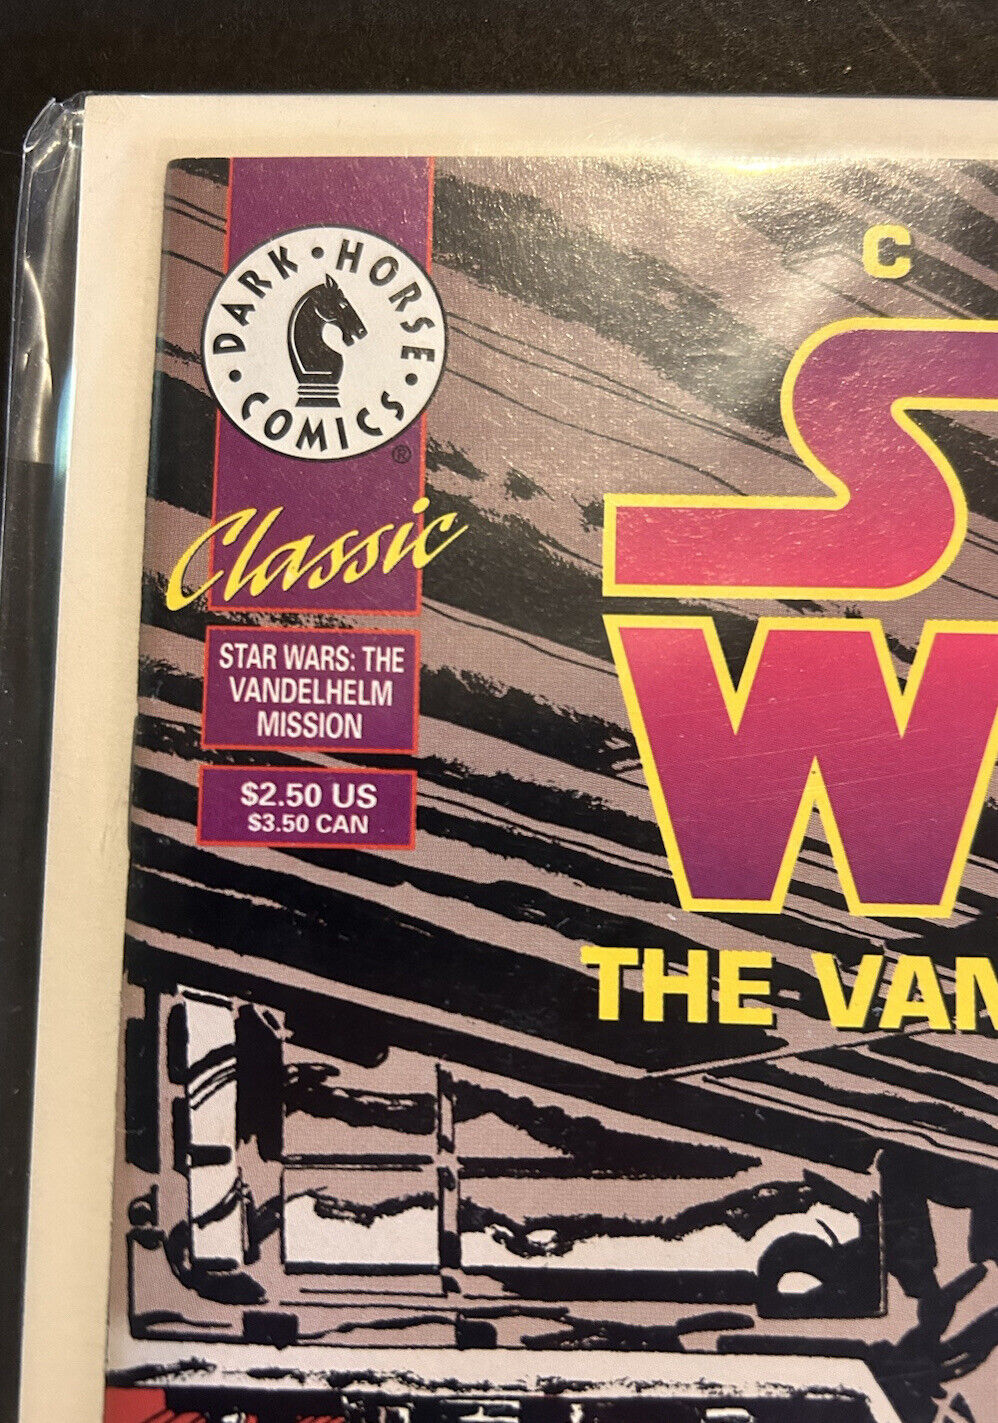 DARK • HORSE • COMICS •
®
Classic
STAR WARS: THE
VANDELHELM
MISSION
$2.50 US
$3.50 CAN
C
S
W
THE VAN